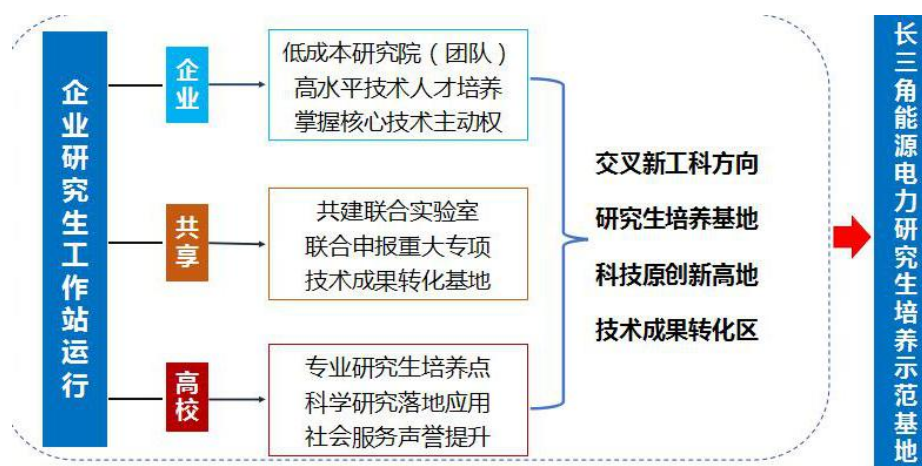 企业研究生工作站运行
企业
低成本研究院（团队）
高水平技术人才培养
掌握核心技术主动权
共享
共建联合实验室
联合申报重大专项
技术成果转化基地
高校
专业研究生培养点
科学研究落地应用
社会服务声誉提升
交叉新工科方向
研究生培养基地
科技原创新高地
技术成果转化区
长三角能源电力研究生培养示范基地